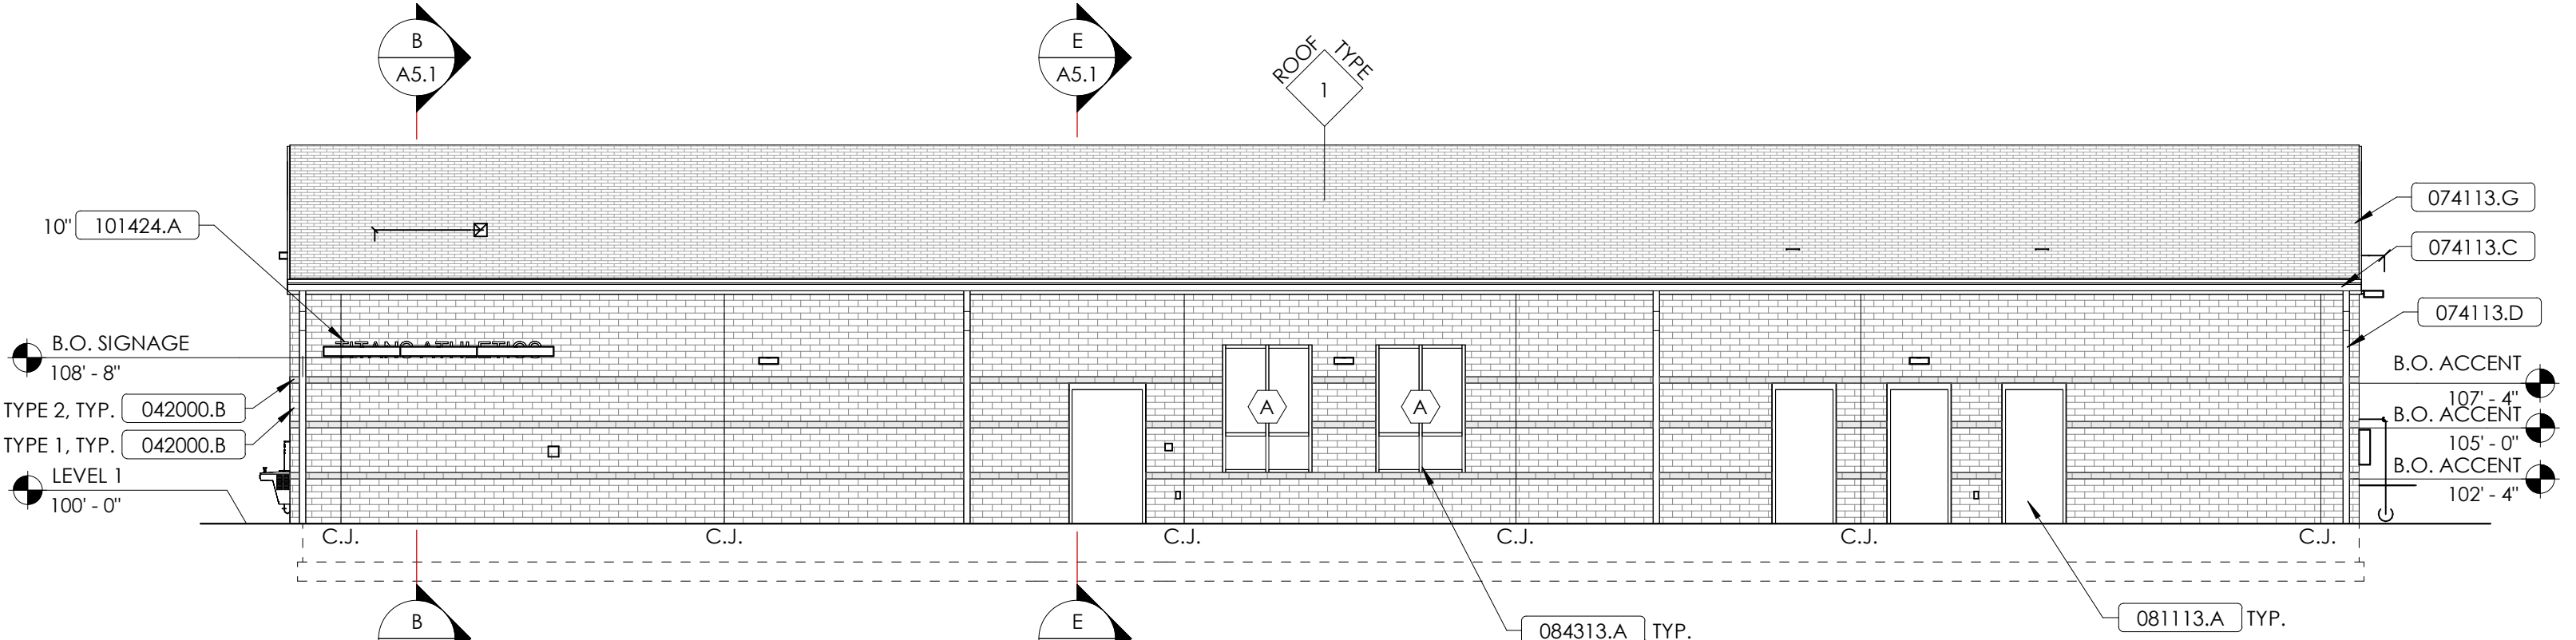 B
A5.1
E
A5.1
ROOF TYPE
1
10" 101424.A
074113.G
074113.C
074113.D
TITANS ATHLETICS
B.O. SIGNAGE
108' - 8"
TYPE 2, TYP. 042000.B
TYPE 1, TYP. 042000.B
LEVEL 1
100' - 0"
A
A
B.O. ACCENT
107' - 4"
B.O. ACCENT
105' - 0"
B.O. ACCENT
102' - 4"
C.J.
C.J.
C.J.
C.J.
C.J.
C.J.
B
E
084313.A TYP.
081113.A TYP.